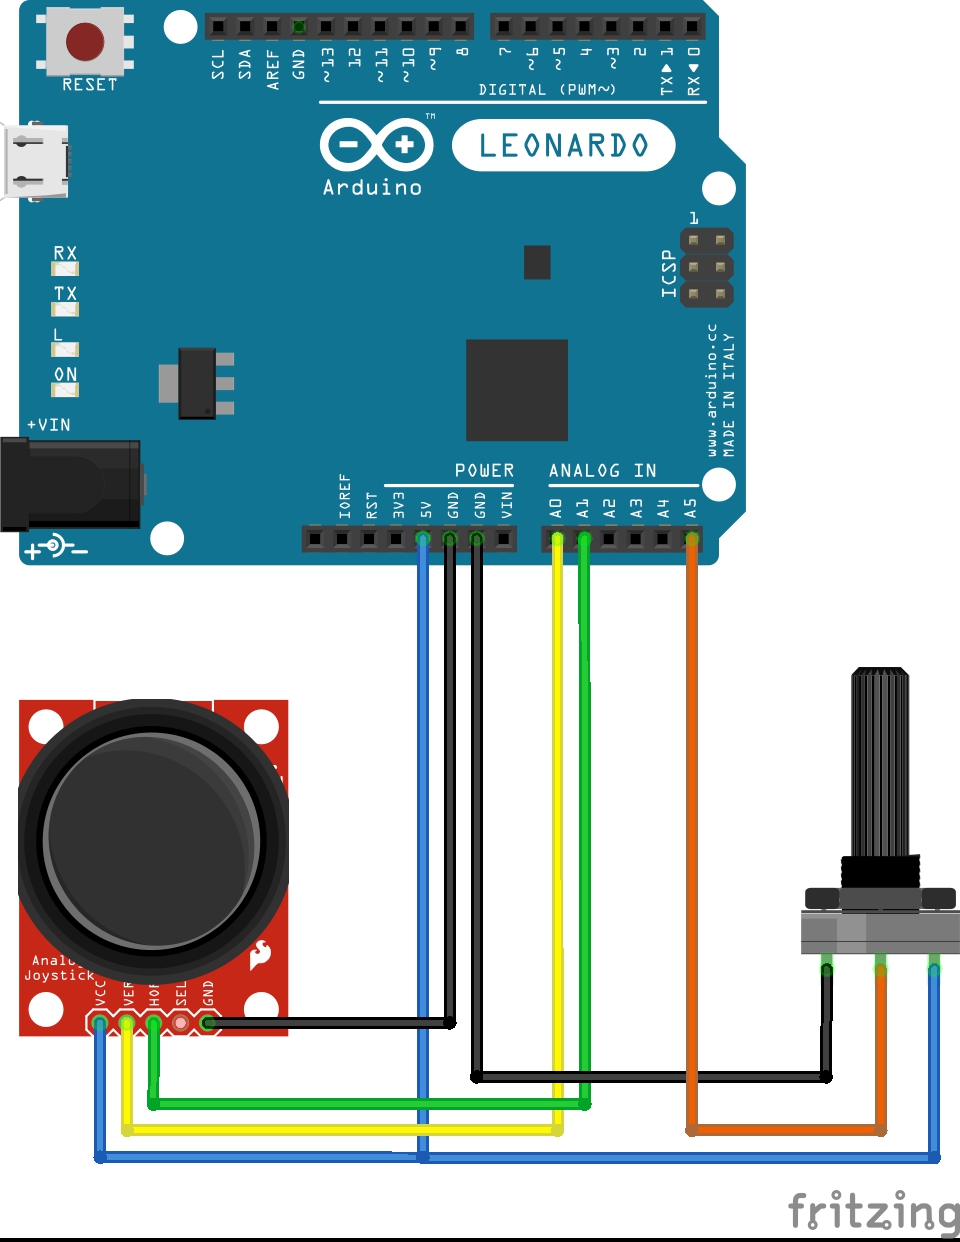 RESET
SCL
SDA
AREF
GND
~13
12
~11
~10
~9
8
7
~6
~5
4
~3
2
TX▶1
RX◀0
DIGITAL (PWM~)
TM
LEONARDO
Arduino
1
ICSP
RX
TX
L
ON
www.arduino.cc
MADE IN ITALY
+VIN
POWER
ANALOG IN
IOREF
RST
3V3
5V
GND
GND
VIN
A0
A1
A2
A3
A4
A5
Joystick
VCC
SEL
GND
fritzing